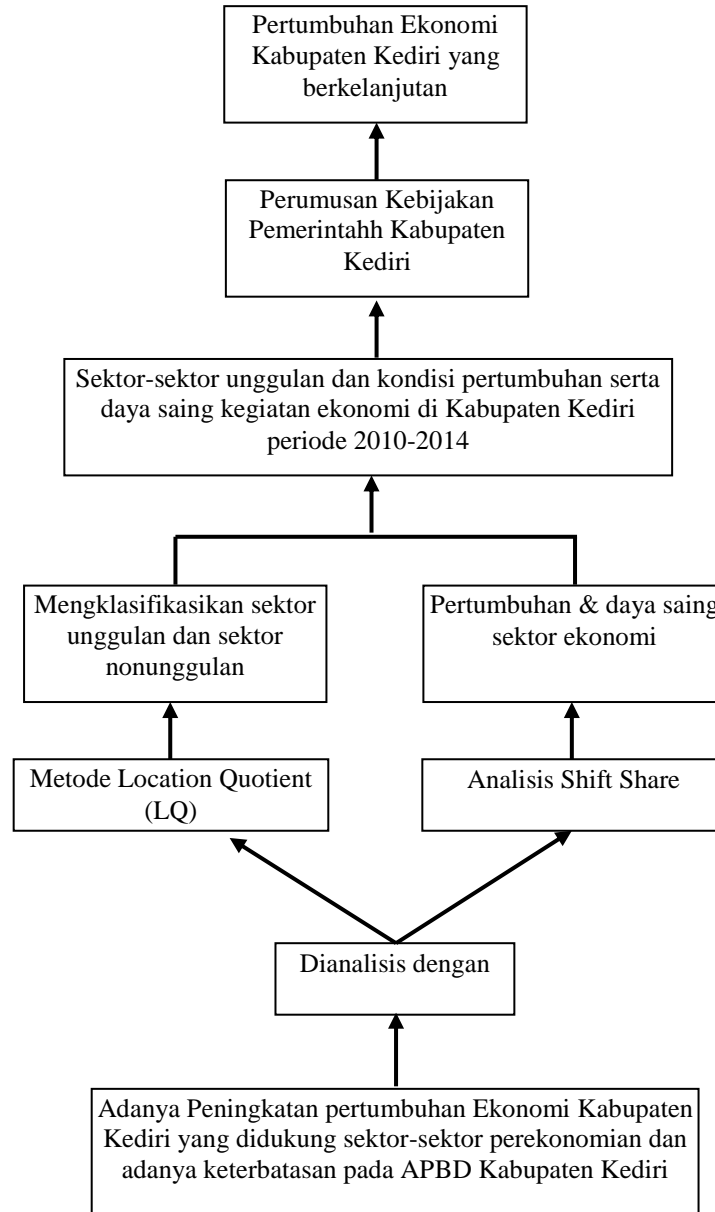 Pertumbuhan Ekonomi
Kabupaten Kediri yang
berkelanjutan
Perumusan Kebijakan
Pemerintahh Kabupaten
Kediri
Sektor-sektor unggulan dan kondisi pertumbuhan serta
daya saing kegiatan ekonomi di Kabupaten Kediri
periode 2010-2014
Mengklasifikasikan sektor
unggulan dan sektor
nonunggulan
Pertumbuhan & daya saing
sektor ekonomi
Metode Location Quotient
(LQ)
Analisis Shift Share
Dianalisis dengan
Adanya Peningkatan pertumbuhan Ekonomi Kabupaten
Kediri yang didukung sektor-sektor perekonomian dan
adanya keterbatasan pada APBD Kabupaten Kediri